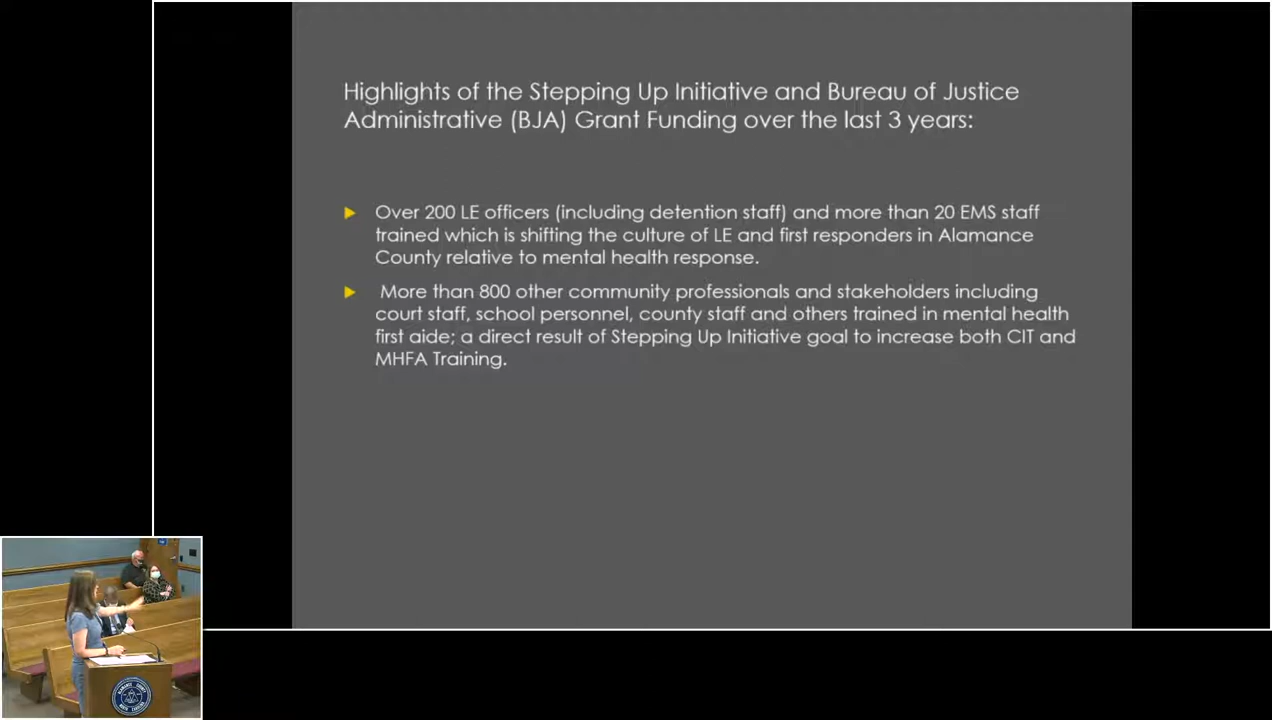 Highlights of the Stepping Up Initiative and Bureau of Justice
Administrative (BJA) Grant Funding over the last 3 years:
Over 200 LE officers (including detention staff) and more than 20 EMS staff
trained which is shifting the culture of LE and first responders in Alamance
County relative to mental health response.
More than 800 other community professionals and stakeholders including
court staff, school personnel, county staff and others trained in mental health
first aide; a direct result of Stepping Up Initiative goal to increase both CIT and
MHFA Training.
ALAMANCE COUNTY
NORTH CAROLINA